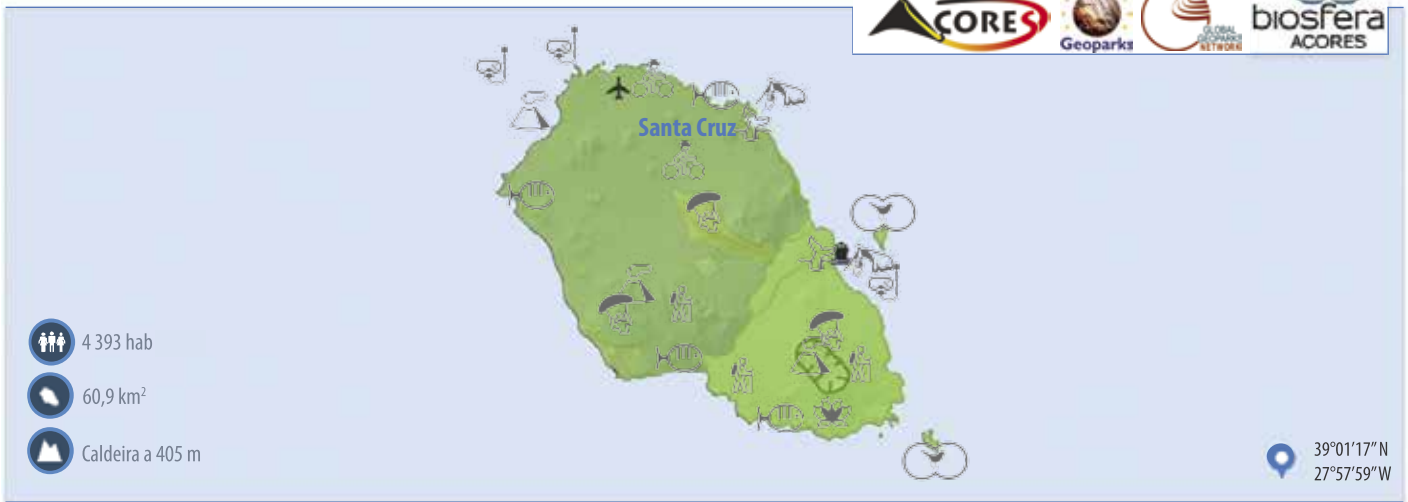 AÇORES
Geoparks
GLOBAL
GEOPARKS
NETWORK
biosfera
AÇORES
Santa Cruz
4 393 hab
60,9 km²
Caldeira a 405 m
39°01’17” N
27°57’59” W